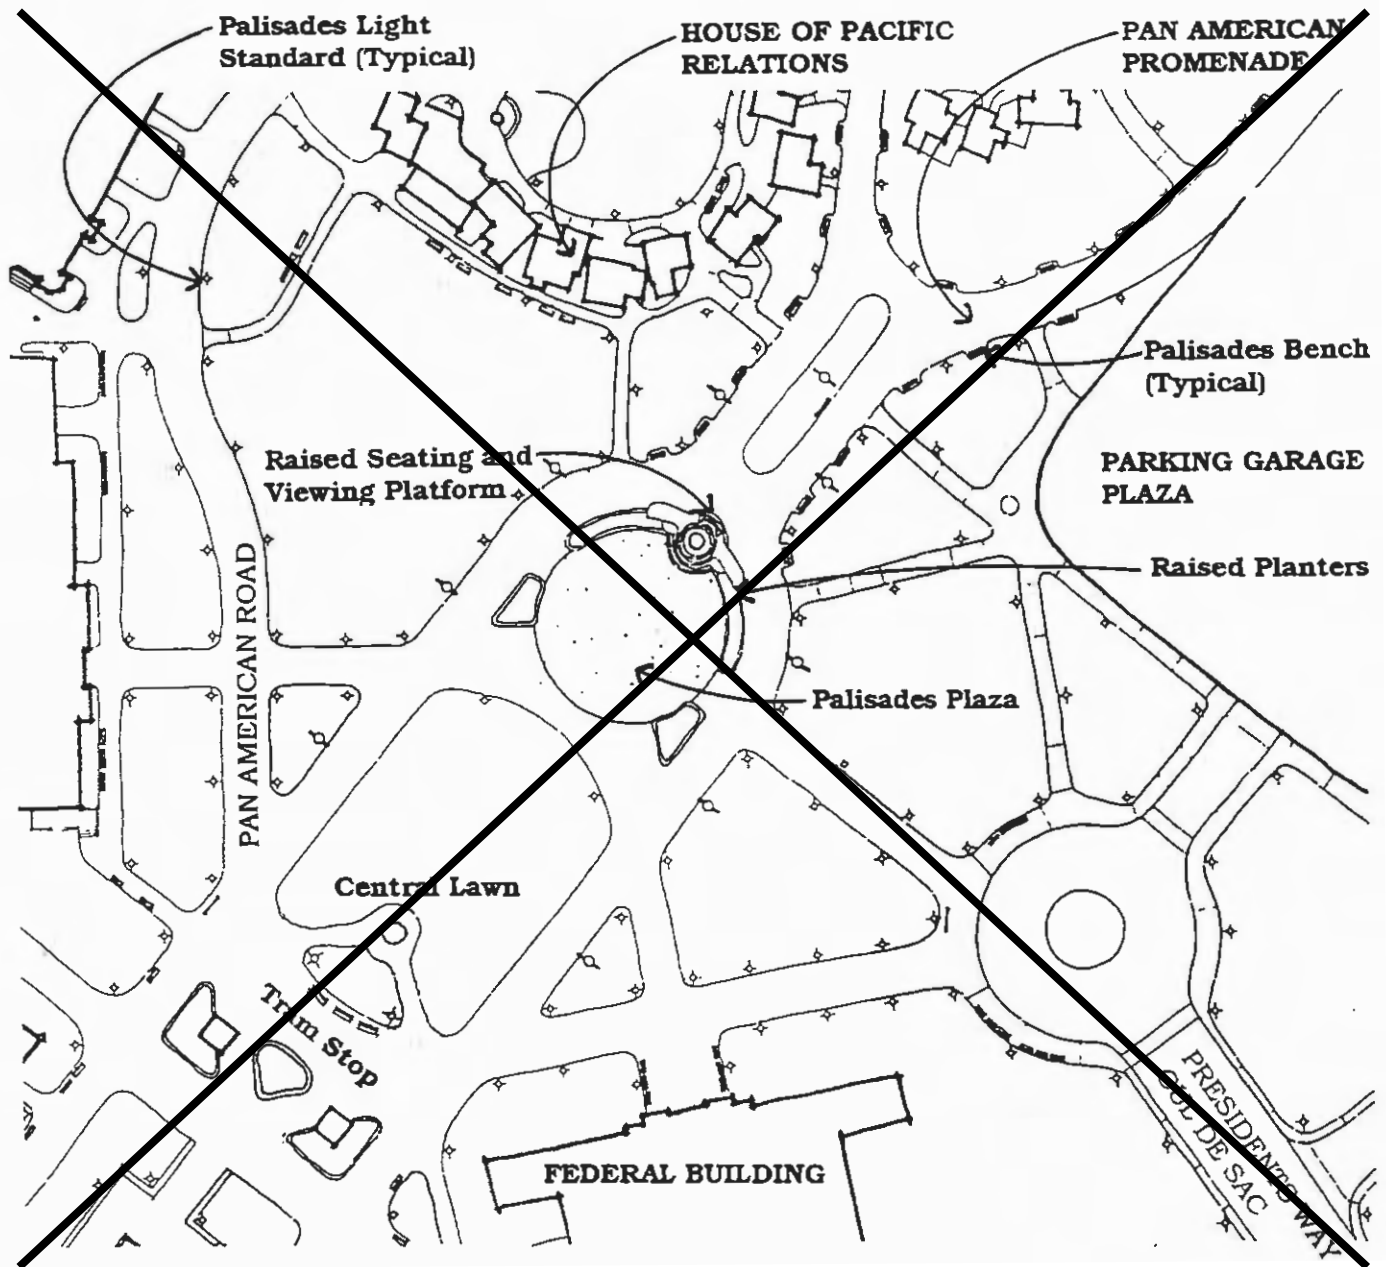 Palisades Light
Standard (Typical)
HOUSE OF PACIFIC
RELATIONS
PAN AMERICAN
PROMENADE
Palisades Bench
(Typical)
Raised Seating and
Viewing Platform
PARKING GARAGE
PLAZA
Raised Planters
PAN AMERICAN ROAD
Palisades Plaza
Central Lawn
Tram Stop
FEDERAL BUILDING
PRESIDENTS WAY
CUL DE SAC